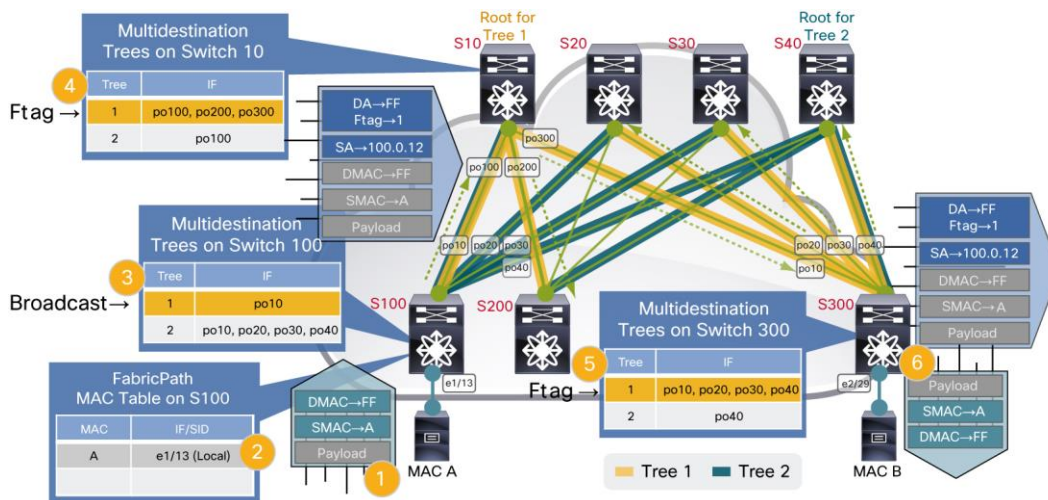 Root for
Tree 1
Root for
Tree 2
S10
S20
S30
S40
Multidestination
Trees on Switch 10
4
Tree IF
Ftag →
1 po100, po200, po300
2 po100
DA→FF
Ftag→1
SA→100.0.12
DMAC→FF
SMAC→A
Payload
po300
po100 po200
Multidestination
Trees on Switch 100
3
Tree IF
Broadcast→
1 po10
2 po10, po20, po30, po40
po10 po20 po30
po40
po20 po30 po40
po10
DA→FF
Ftag→1
SA→100.0.12
DMAC→FF
SMAC→A
Payload
S100
S200
S300
Multidestination
Trees on Switch 300
5
Tree IF
Ftag →
1 po10, po20, po30, po40
2 po40
6
FabricPath
MAC Table on S100
MAC IF/SID
A e1/13 (Local)
2
DMAC→FF
SMAC→A
Payload
1
e1/13
MAC A
e2/29
MAC B
Payload
SMAC→A
DMAC→FF
Tree 1 Tree 2